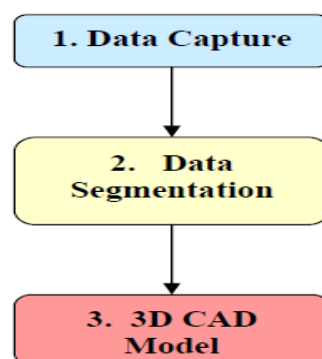 1. Data Capture
2. Data
Segmentation
3. 3D CAD
Model